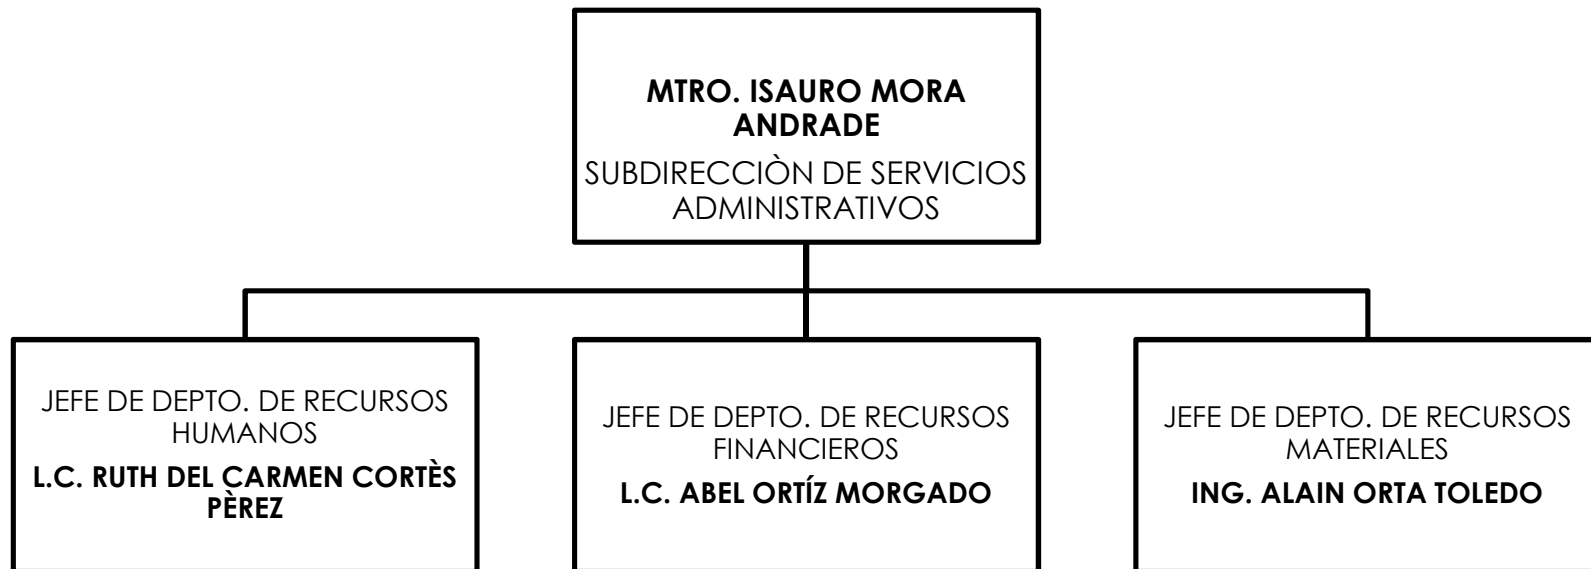 MTRO. ISAURO MORA
ANDRADE
SUBDIRECCIÒN DE SERVICIOS
ADMINISTRATIVOS
JEFE DE DEPTO. DE RECURSOS
HUMANOS
L.C. RUTH DEL CARMEN CORTÈS
PÈREZ
JEFE DE DEPTO. DE RECURSOS
FINANCIEROS
L.C. ABEL ORTÍZ MORGADO
JEFE DE DEPTO. DE RECURSOS
MATERIALES
ING. ALAIN ORTA TOLEDO